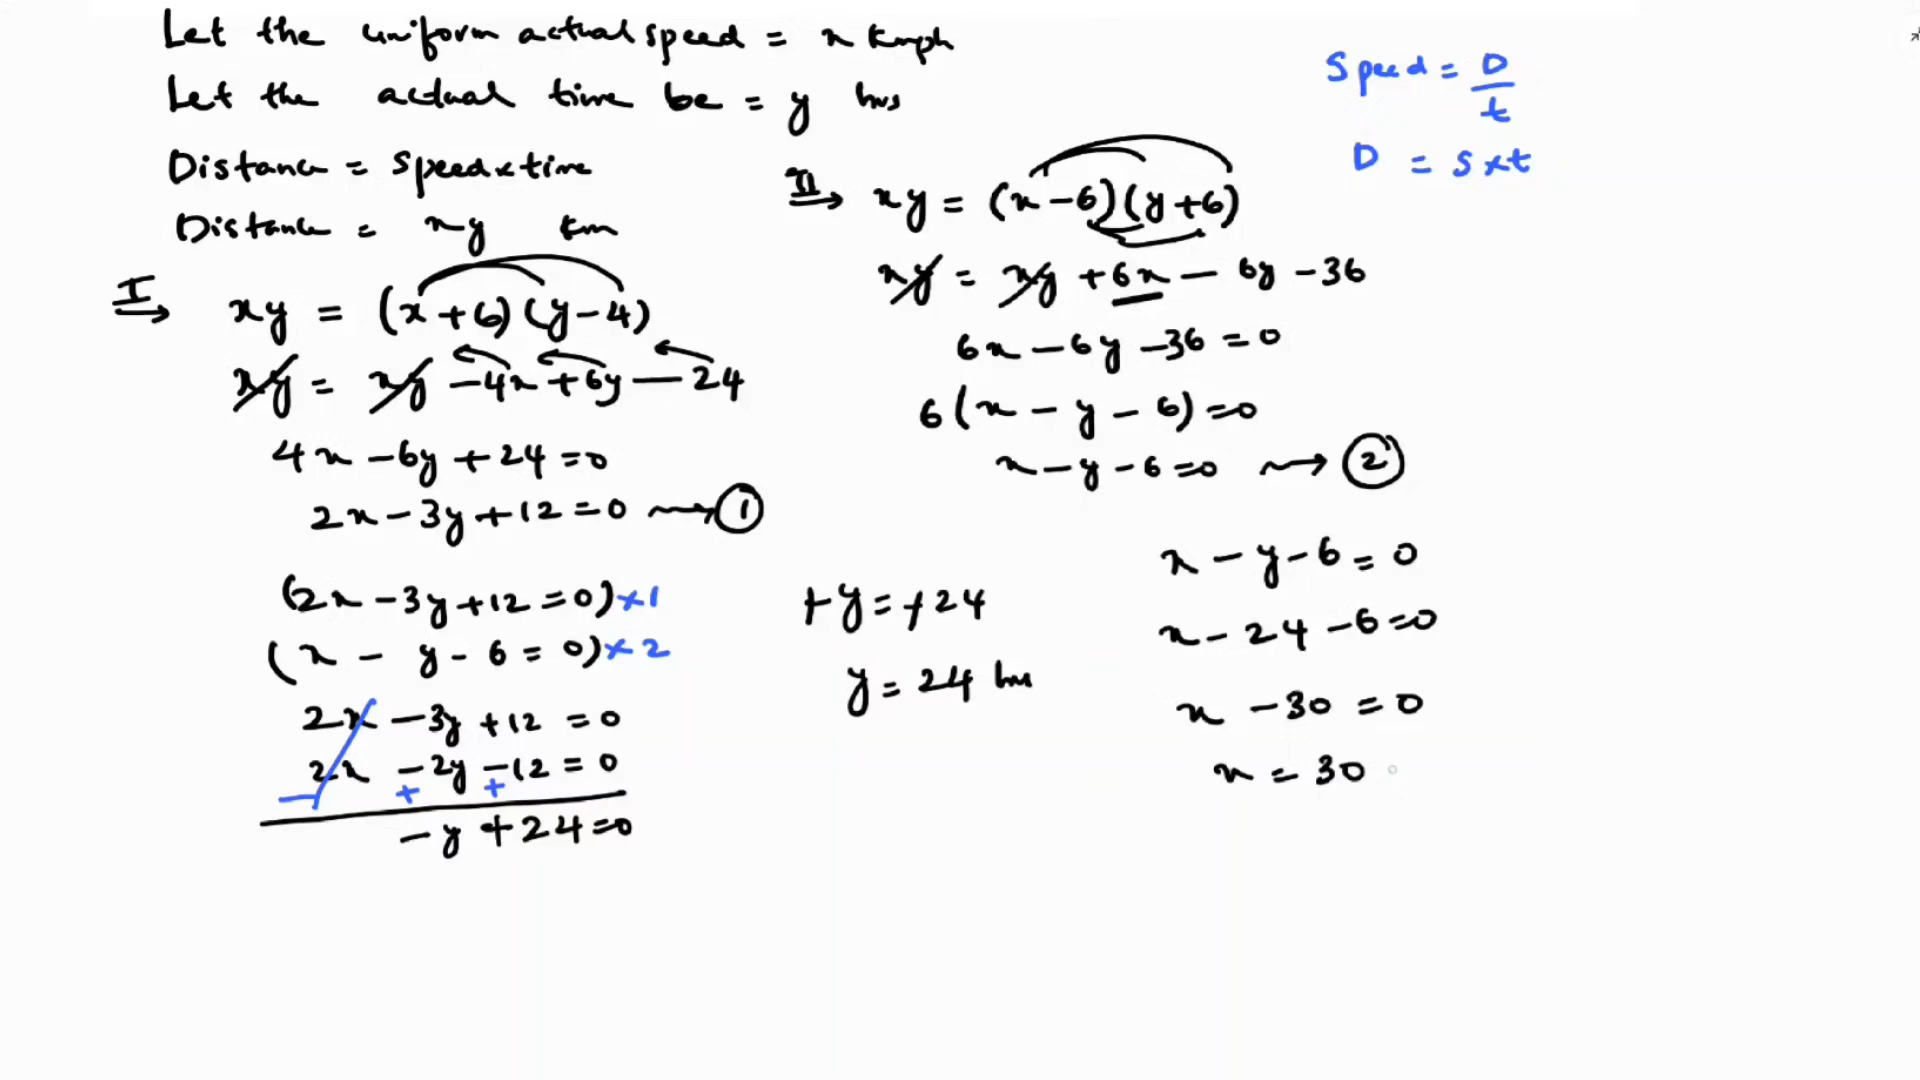 Let the uniform actual speed = x kmph
Let the actual time be = y hrs
Distance = speed × time
Distance = xy km
I ⇒ xy = (x+6)(y-4)
xy = xy -4x +6y - 24
4x - 6y + 24 = 0
2x - 3y + 12 = 0 → ①
(2x - 3y + 12 = 0) × 1
(x - y - 6 = 0) × 2
2x - 3y + 12 = 0
2x - 2y - 12 = 0
- + +
-y + 24 = 0
+y = +24
y = 24 hrs
Speed = D/t
D = s × t
II ⇒ xy = (x-6)(y+6)
xy = xy + 6x - 6y - 36
6x - 6y - 36 = 0
6(x - y - 6) = 0
x - y - 6 = 0 → ②
x - y - 6 = 0
x - 24 - 6 = 0
x - 30 = 0
x = 30